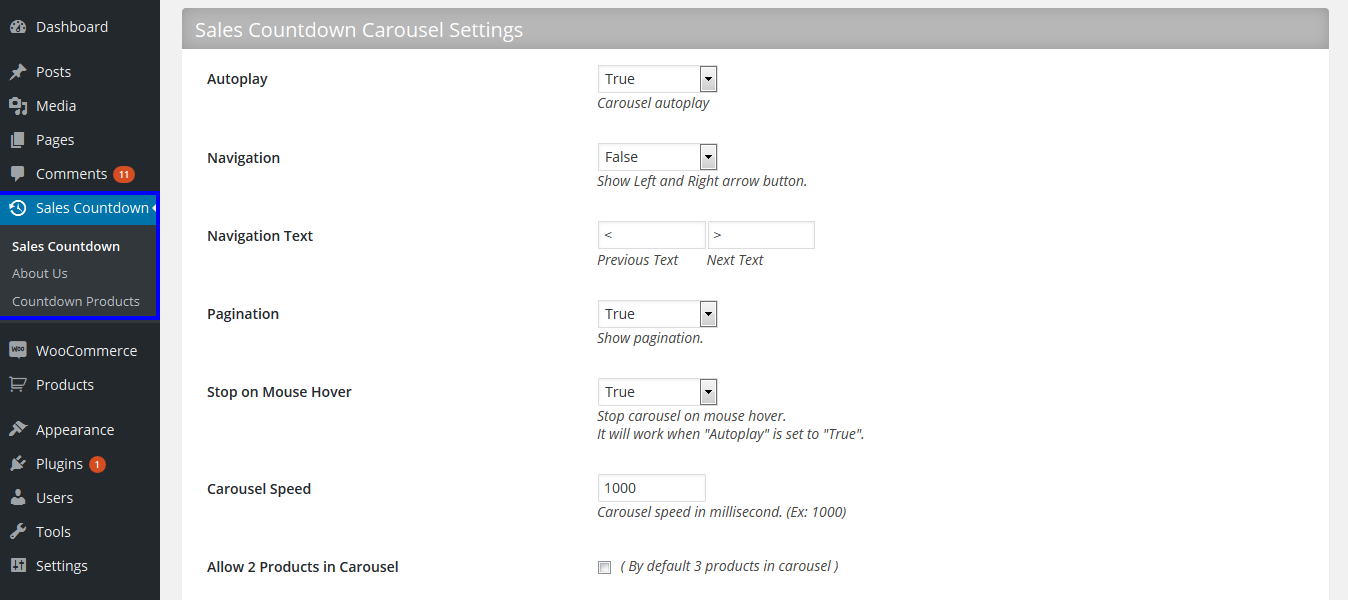 Dashboard
Posts
Media
Pages
Comments 11
Sales Countdown
Sales Countdown
About Us
Countdown Products
WOO WooCommerce
Products
Appearance
Plugins 1
Users
Tools
Settings
Sales Countdown Carousel Settings
Autoplay True
Carousel autoplay
Navigation False
Show Left and Right arrow button.
Navigation Text < >
Previous Text Next Text
Pagination True
Show pagination.
Stop on Mouse Hover True
Stop carousel on mouse hover.
It will work when "Autoplay" is set to "True".
Carousel Speed 1000
Carousel speed in millisecond. (Ex: 1000)
Allow 2 Products in Carousel ( By default 3 products in carousel )